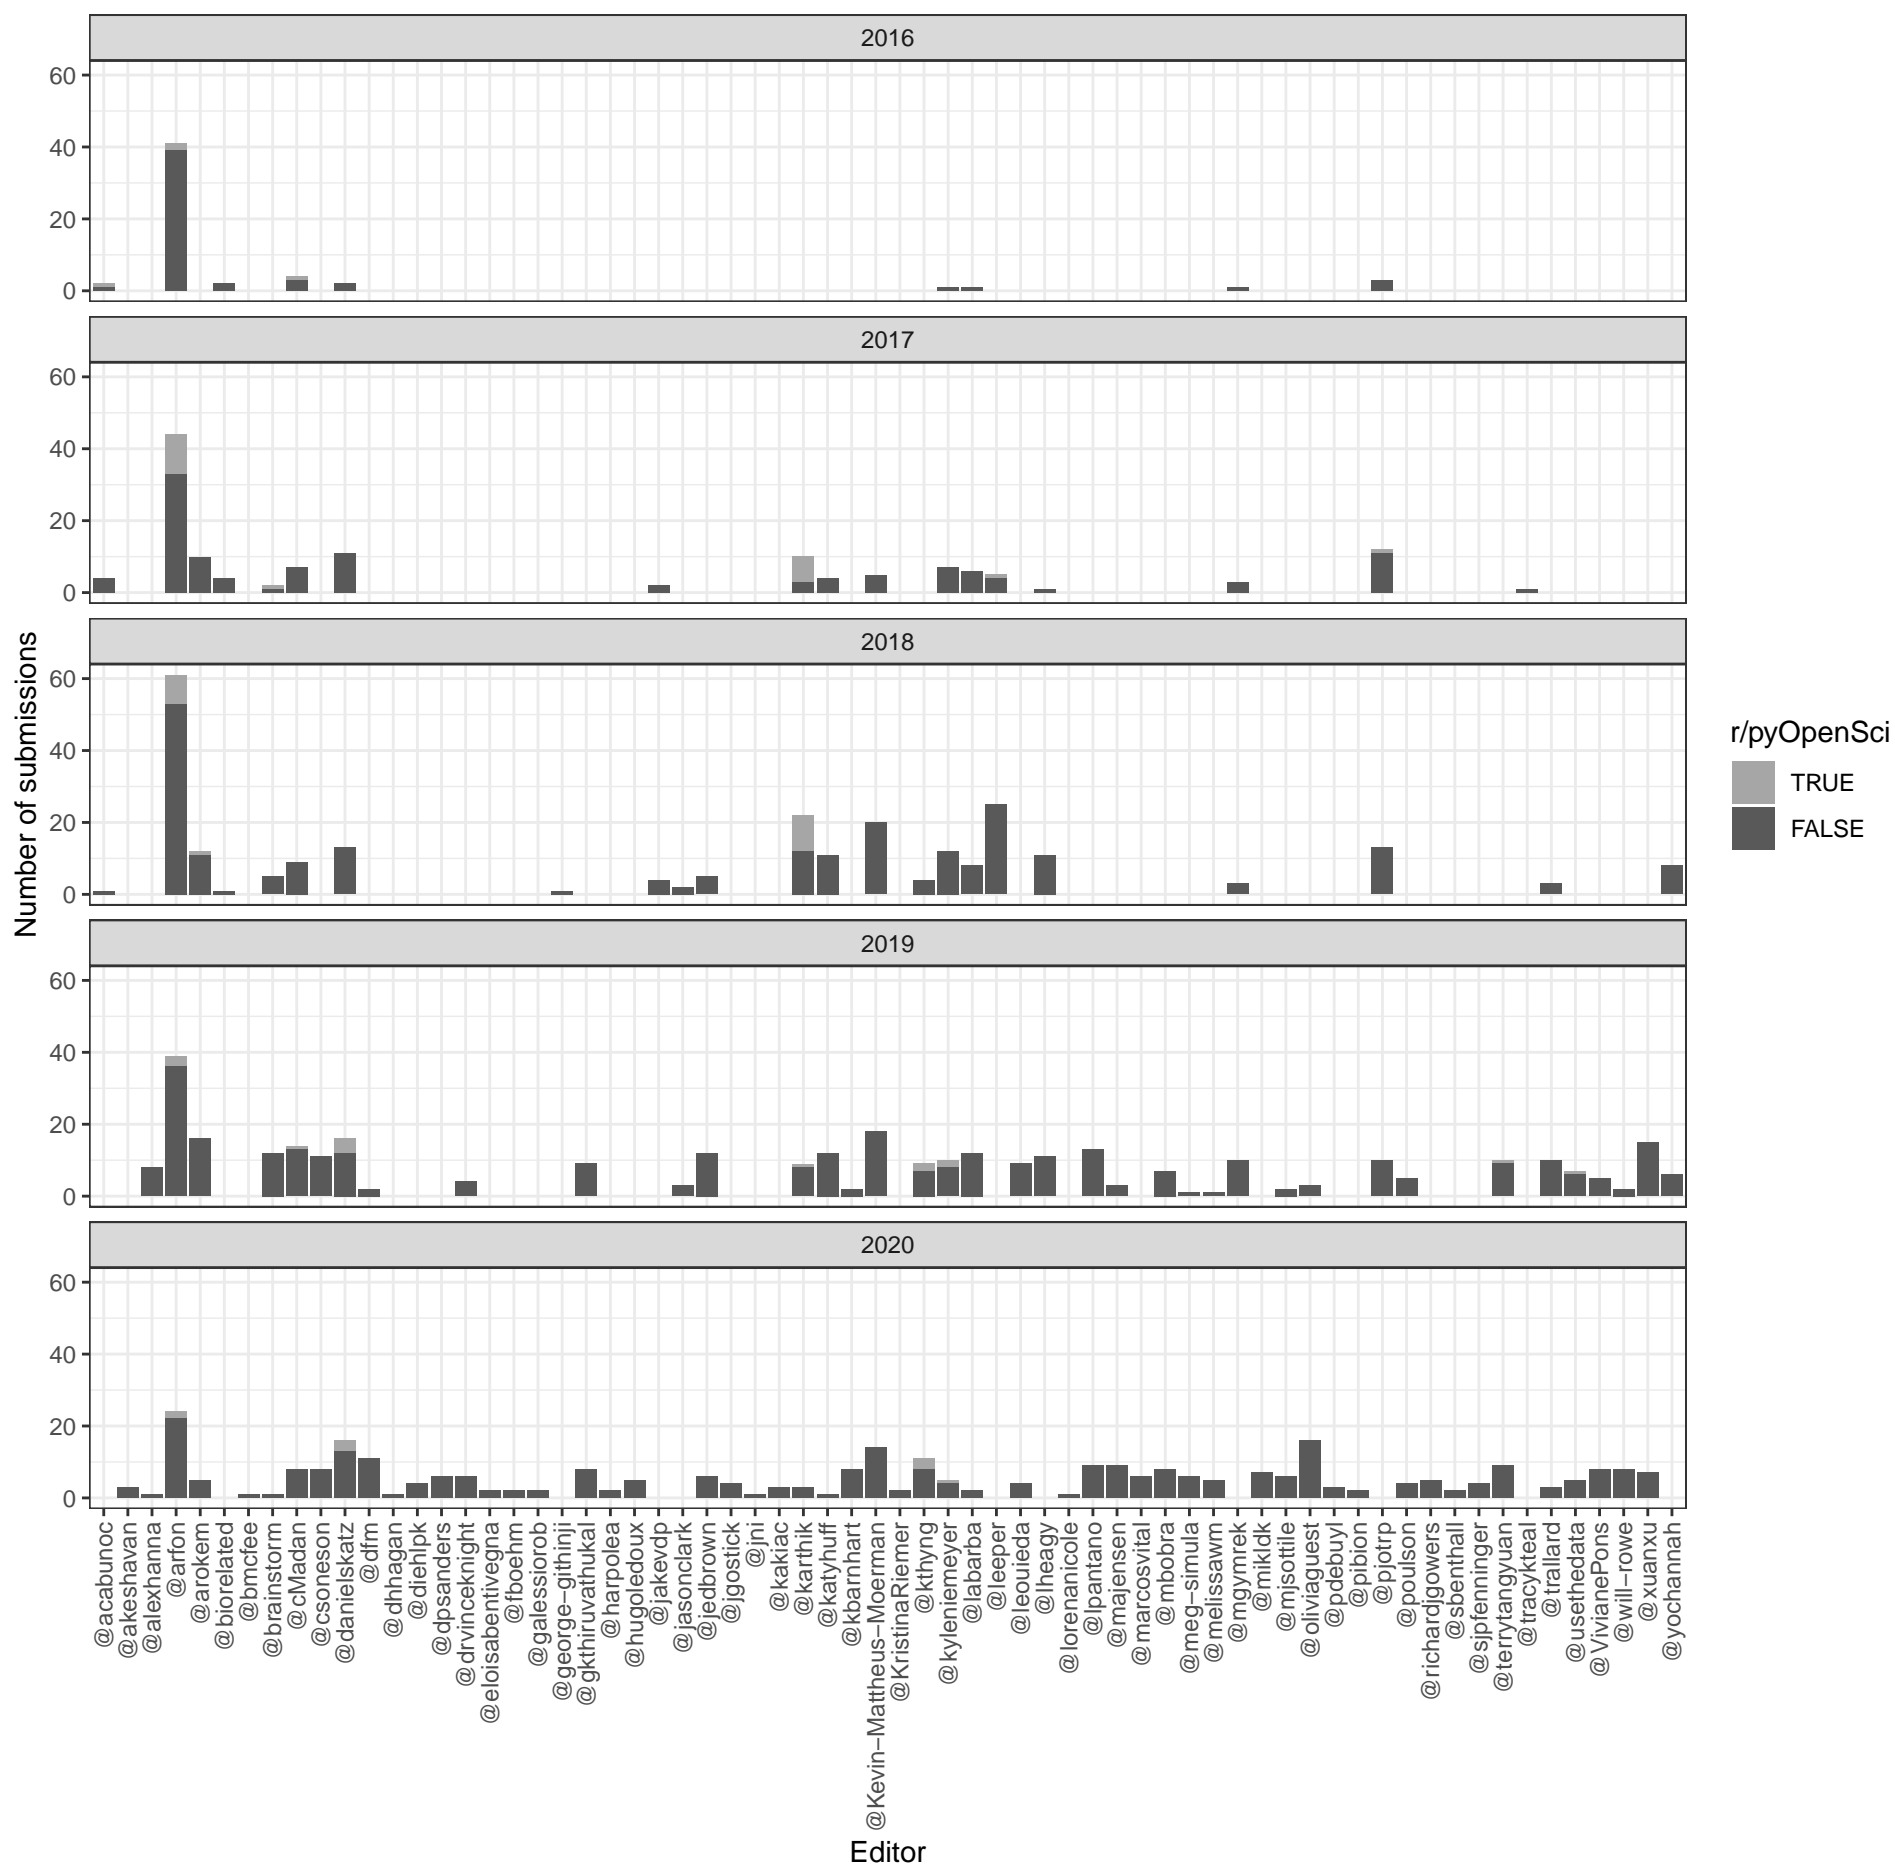 2016
60
40
20
0
2017
60
40
20
0
2018
60
40
20
0
2019
60
40
20
0
2020
60
40
20
0
Number of submissions
@acabunoc
@akeshavan
@alexhanna
@arfon
@arokem
@biorelated
@bmcfee
@brainstorm
@cMadan
@csoneson
@danielskatz
@dfm
@dhhagan
@diehlpk
@dpsanders
@drvinceknight
@eloisabentivegna
@fboehm
@galessiorob
@george−githinji
@gkthiruvathukal
@harpolea
@hugoledoux
@jakevdp
@jasonclark
@jedbrown
@jgostick
@jni
@kakiac
@karthik
@katyhuff
@kbarnhart
@Kevin−Mattheus−Moerman
@KristinaRiemer
@kthyng
@kyleniemeyer
@labarba
@leeper
@leouieda
@lheagy
@lorenanicole
@lpantano
@majensen
@marcosvital
@mbobra
@meg−simula
@melissawm
@mgymrek
@mikldk
@mjsottile
@oliviaguest
@pdebuyl
@pibion
@pjotrp
@poulson
@richardjgowers
@sbenthall
@sjpfenninger
@terrytangyuan
@tracykteal
@trallard
@usethedata
@VivianePons
@will−rowe
@xuanxu
@yochannah
Editor
r/pyOpenSci
TRUE
FALSE